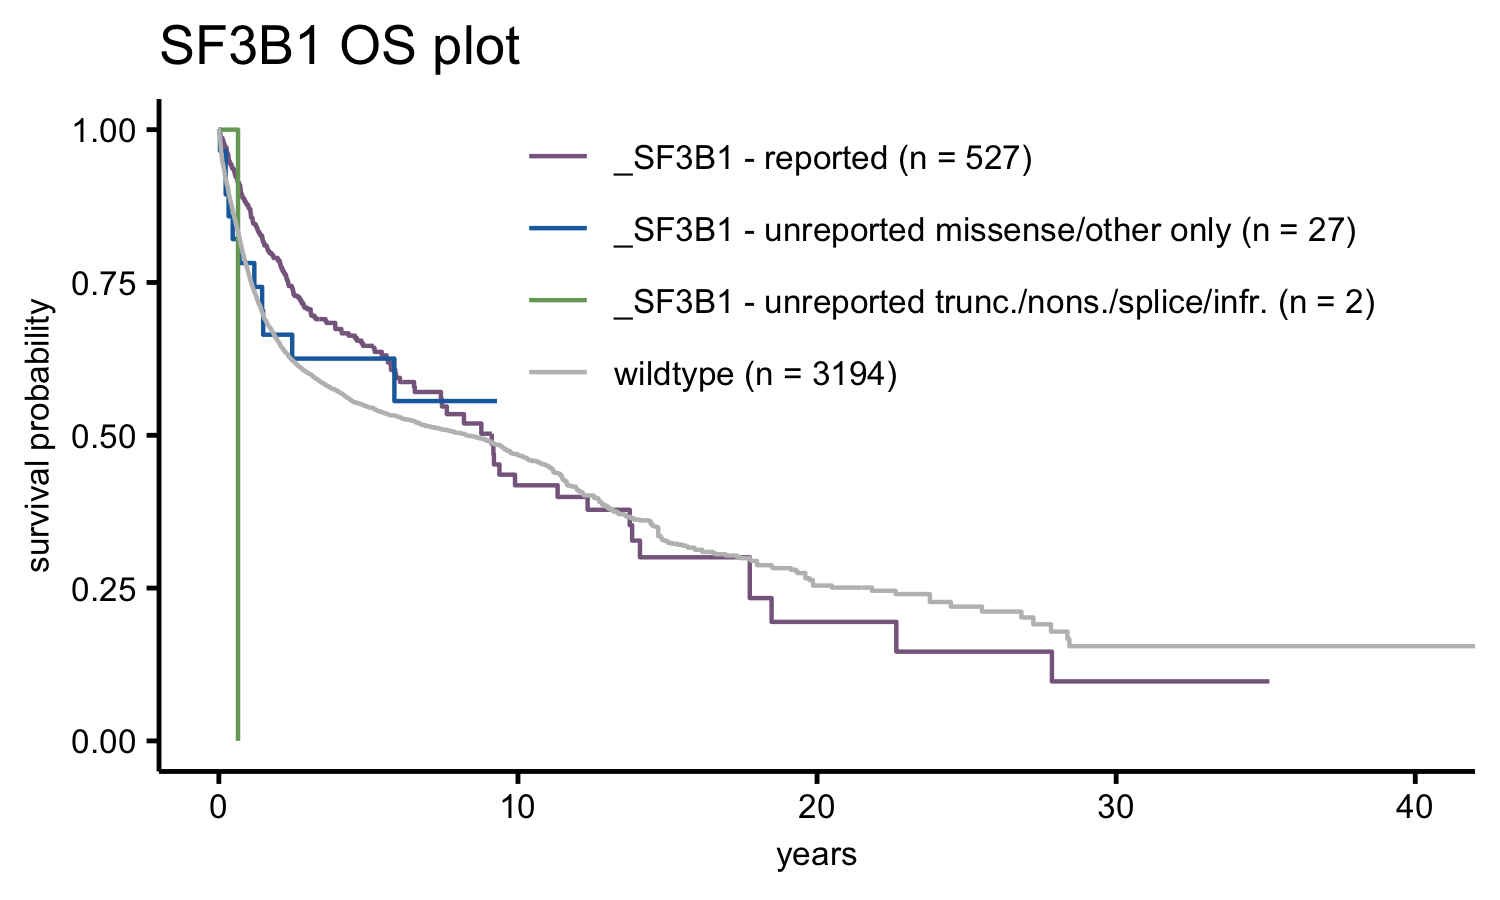 SF3B1 OS plot
survival probability
1.00
0.75
0.50
0.25
0.00
_SF3B1 - reported (n = 527)
_SF3B1 - unreported missense/other only (n = 27)
_SF3B1 - unreported trunc./nons./splice/infr. (n = 2)
wildtype (n = 3194)
0 10 20 30 40
years